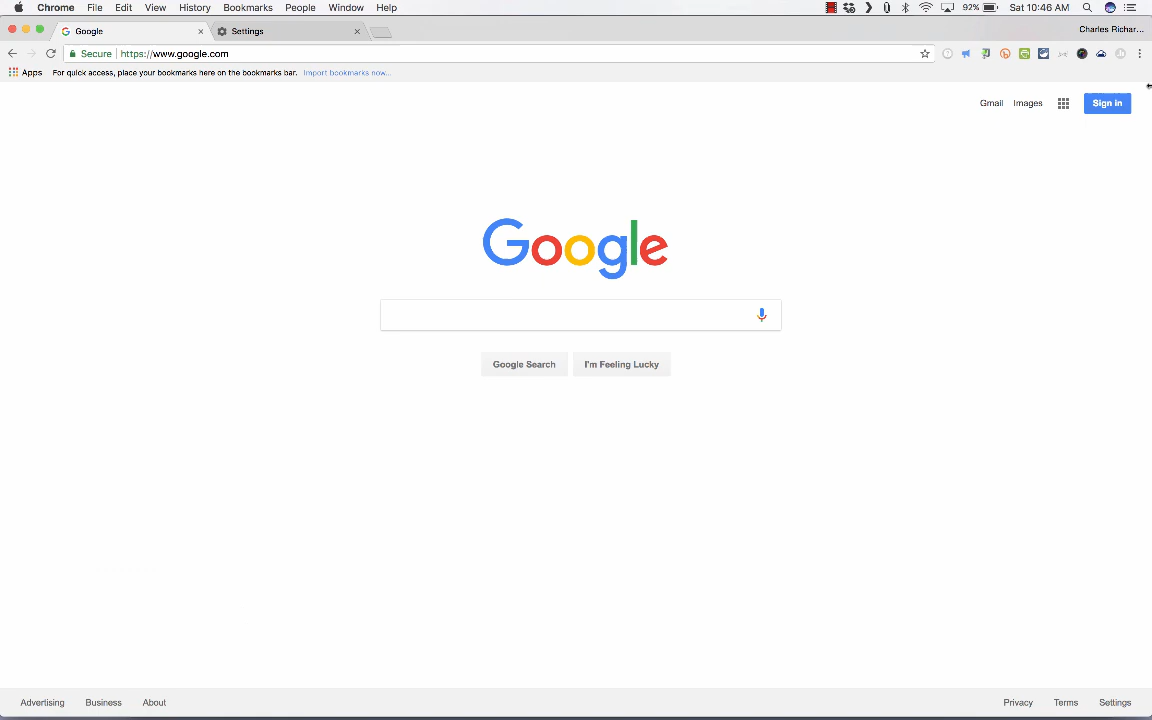 Chrome File Edit View History Bookmarks People Window Help 92% Sat 10:46 AM
Google Settings Charles Richar...
Secure https://www.google.com
Apps For quick access, place your bookmarks here on the bookmarks bar. Import bookmarks now...
Gmail Images Sign in
Google
Google Search I'm Feeling Lucky
Advertising Business About Privacy Terms Settings